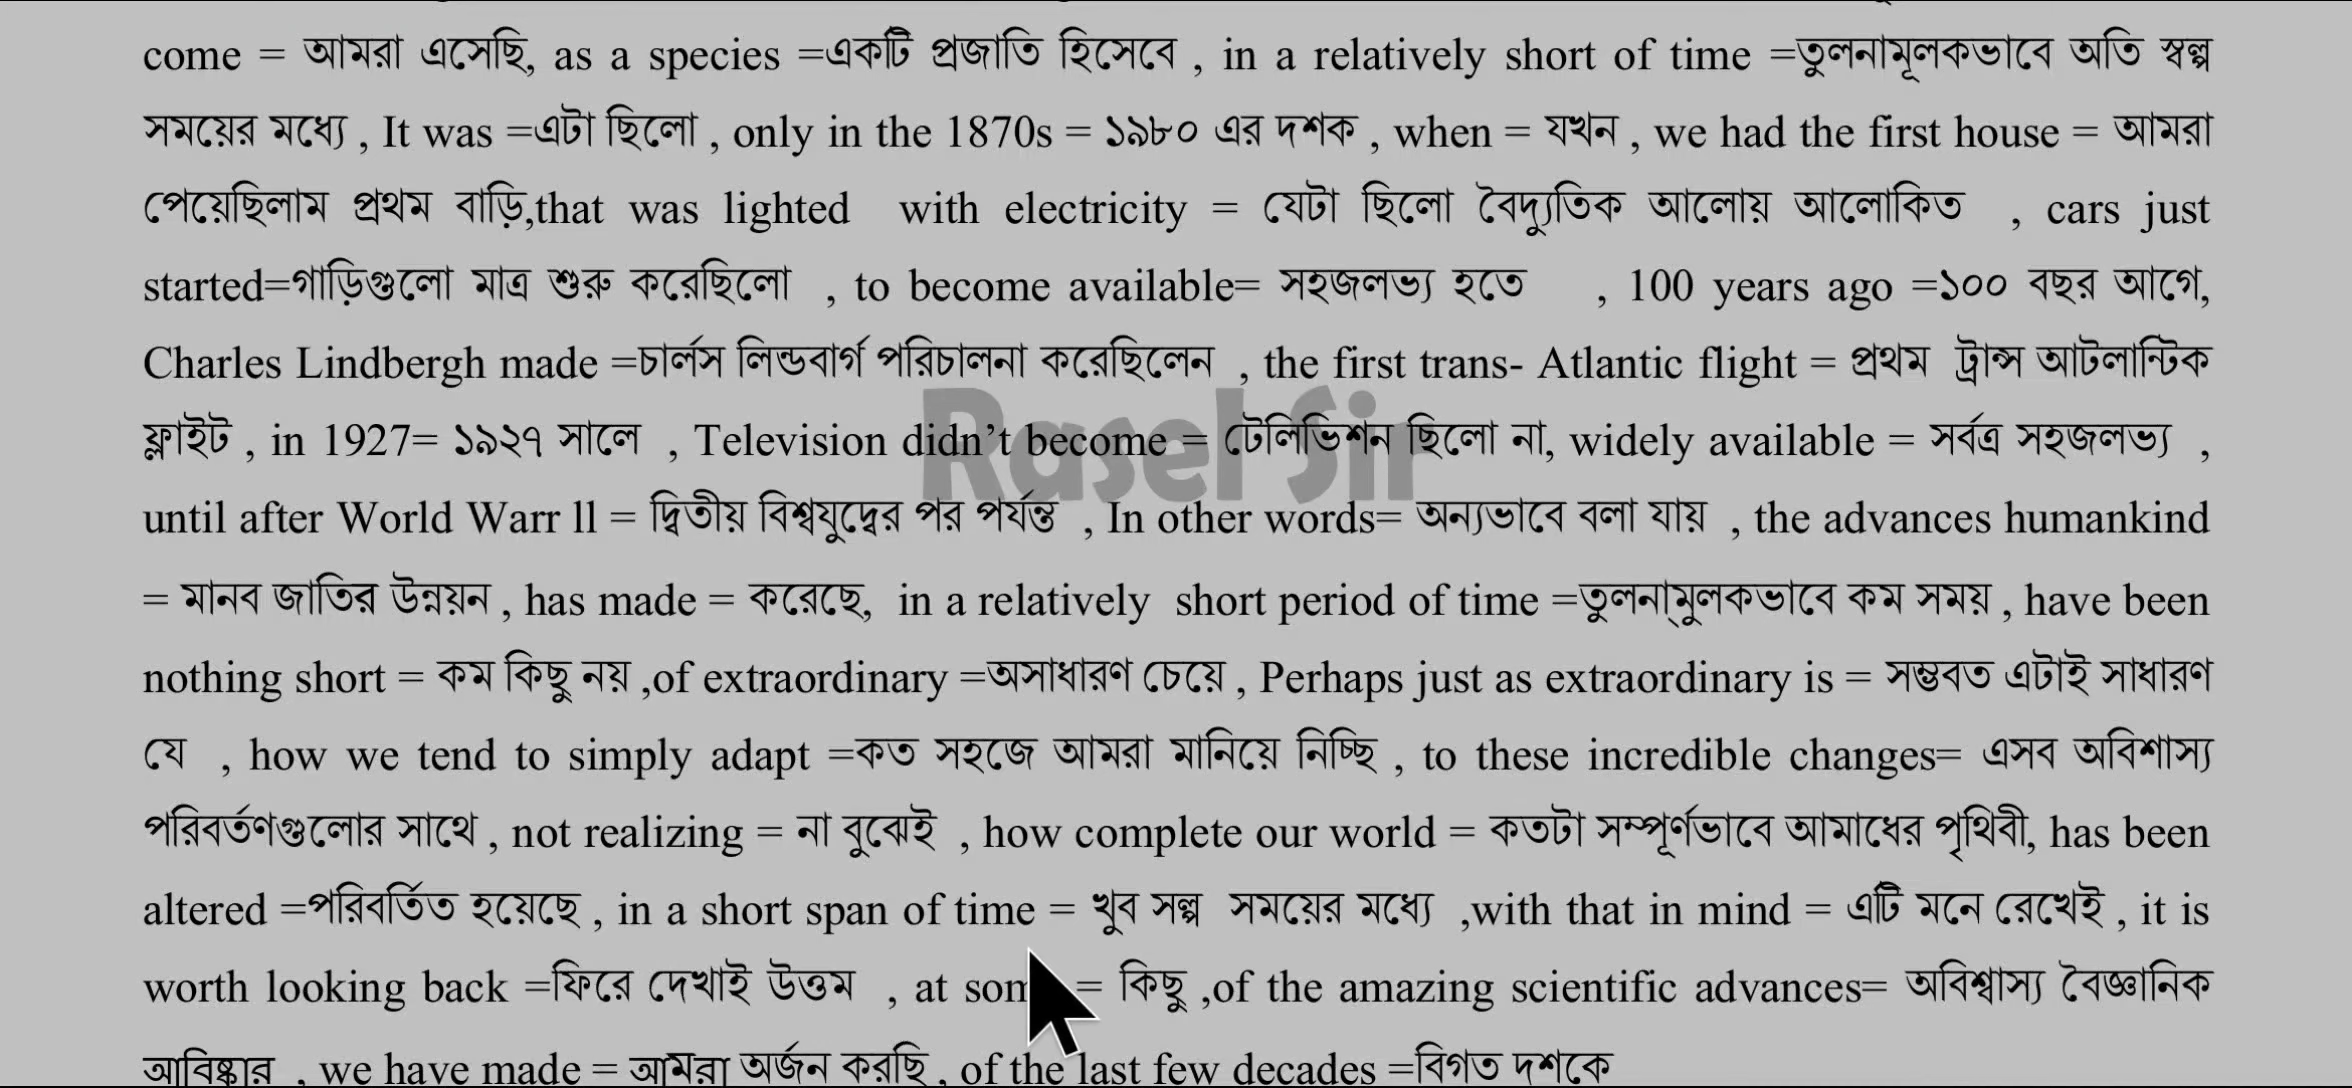 come = আমরা এসেছি, as a species =একটি প্রজাতি হিসেবে , in a relatively short of time =তুলনামূলকভাবে অতি স্বল্প
সময়ের মধ্যে , It was =এটা ছিলো , only in the 1870s = ১৯৮০ এর দশক , when = যখন , we had the first house = আমরা
পেয়েছিলাম প্রথম বাড়ি,that was lighted with electricity = যেটা ছিলো বৈদ্যুতিক আলোয় আলোকিত , cars just
started=গাড়িগুলো মাত্র শুরু করেছিলো , to become available= সহজলভ্য হতে , 100 years ago =১০০ বছর আগে,
Charles Lindbergh made =চার্লস লিন্ডবার্গ পরিচালনা করেছিলেন , the first trans- Atlantic flight = প্রথম ট্রান্স আটলান্টিক
Rasel Sir
ফ্লাইট , in 1927= ১৯২৭ সালে , Television didn’t become = টেলিভিশন ছিলো না, widely available = সর্বত্র সহজলভ্য ,
until after World Warr ll = দ্বিতীয় বিশ্বযুদ্বের পর পর্যন্ত , In other words= অন্যভাবে বলা যায় , the advances humankind
= মানব জাতির উন্নয়ন , has made = করেছে, in a relatively short period of time =তুলনা্মুলকভাবে কম সময় , have been
nothing short = কম কিছু নয় ,of extraordinary =অসাধারণ চেয়ে , Perhaps just as extraordinary is = সম্ভবত এটাই সাধারণ
যে , how we tend to simply adapt =কত সহজে আমরা মানিয়ে নিচ্ছি , to these incredible changes= এসব অবিশাস্য
পরিবর্তণগুলোর সাথে , not realizing = না বুঝেই , how complete our world = কতটা সম্পূর্ণভাবে আমাধের পৃথিবী, has been
altered =পরিবর্তিত হয়েছে , in a short span of time = খুব সল্প সময়ের মধ্যে ,with that in mind = এটি মনে রেখেই , it is
worth looking back =ফিরে দেখাই উত্তম , at = কিছু ,of the amazing scientific advances= অবিশ্বাস্য বৈজ্ঞানিক
আবিষ্কার , we have made = আমরা অর্জন করছি , of the last few decades =বিগত দশকে